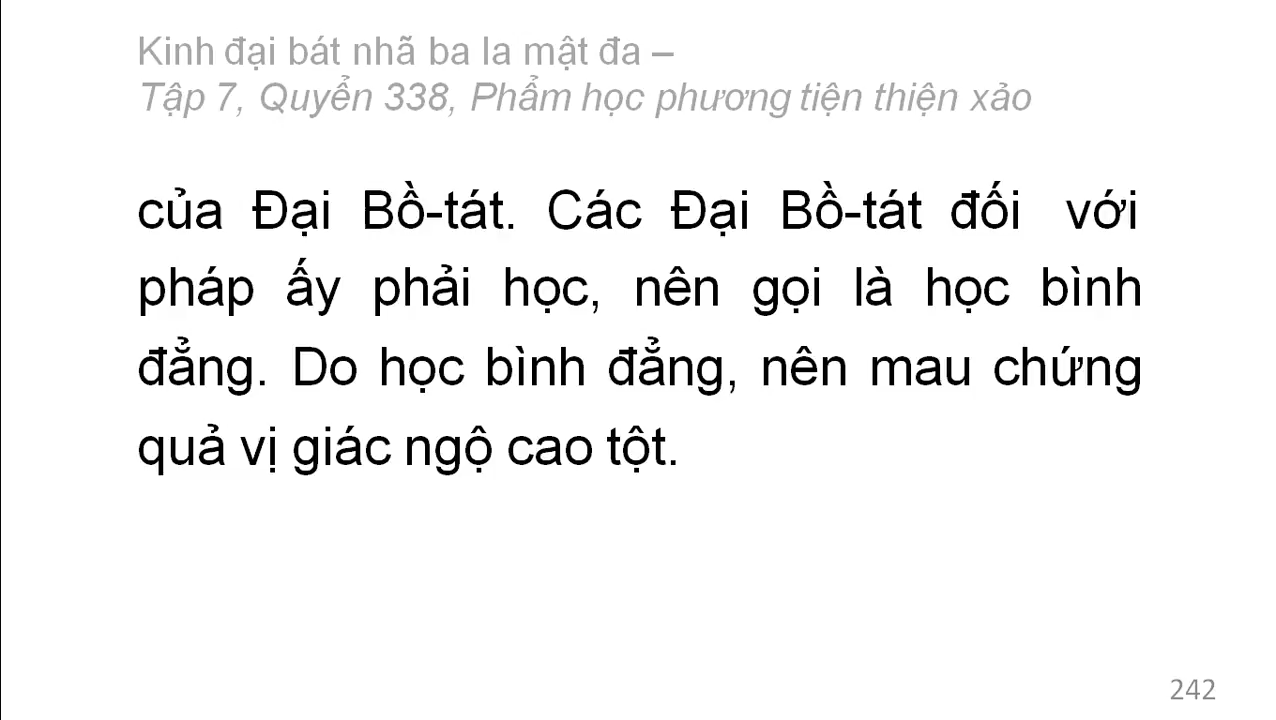 Kinh đại bát nhã ba la mật đa –
Tập 7, Quyển 338, Phẩm học phương tiện thiện xảo
của Đại Bồ-tát. Các Đại Bồ-tát đối với
pháp ấy phải học, nên gọi là học bình
đẳng. Do học bình đẳng, nên mau chứng
quả vị giác ngộ cao tột.
242